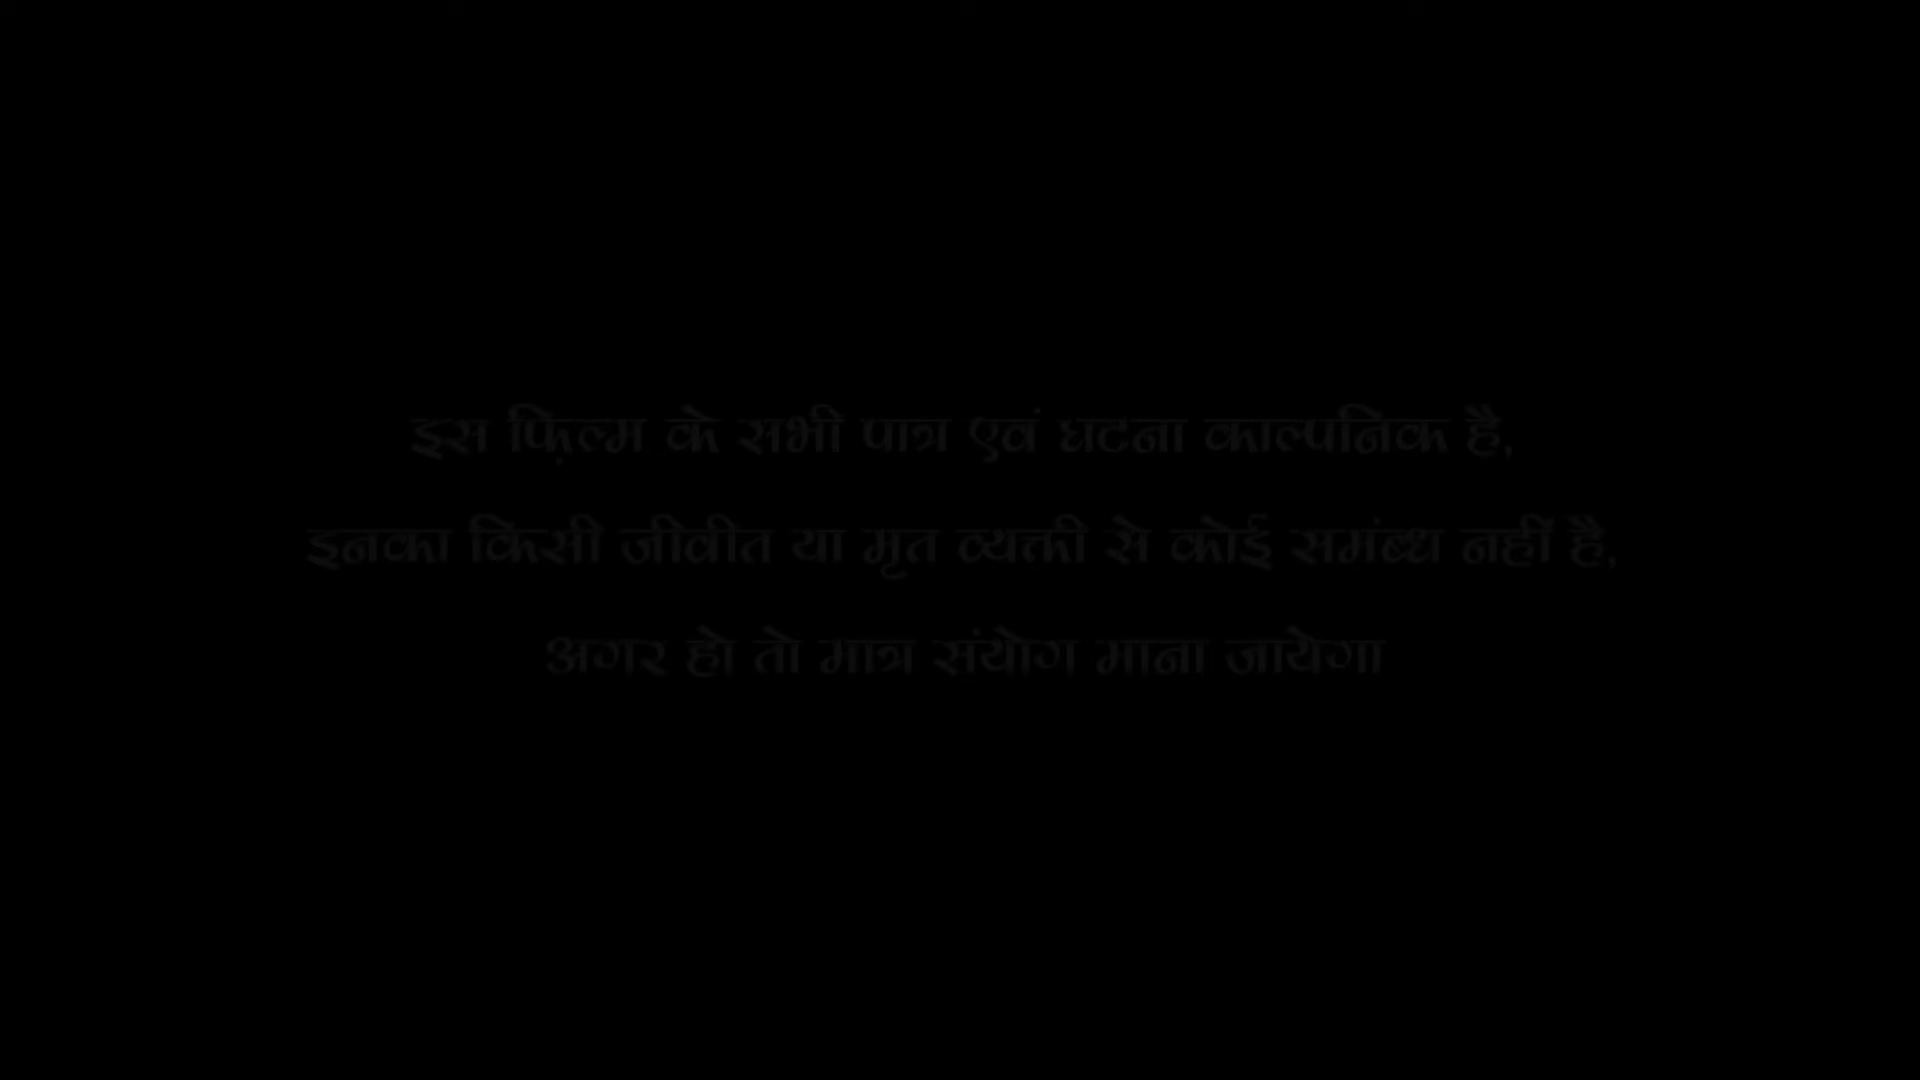 इस फ़िल्म के सभी पात्र एवं घटना काल्पनिक है,
इनका किसी जीवीत या मृत व्यक्ती से कोई समंब्ध नहीं है,
अगर हो तो मात्र संयोग माना जायेगा